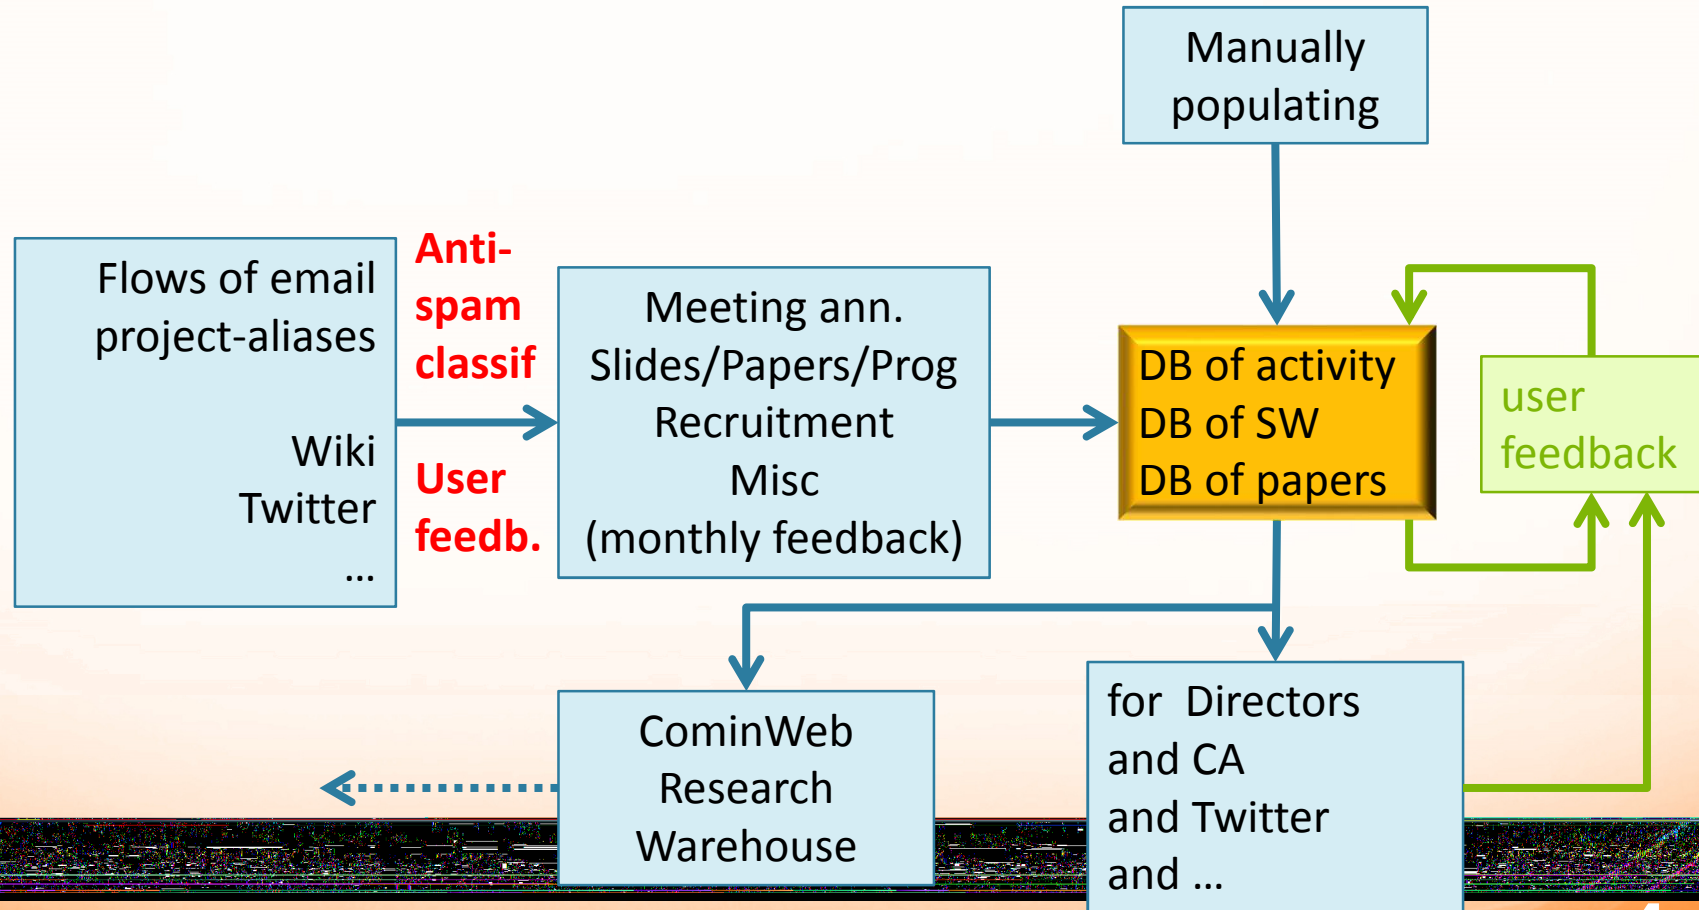 Manually
populating
Flows of email
project-aliases
Wiki
Twitter
...
Anti-
spam
classif
User
feedb.
Meeting ann.
Slides/Papers/Prog
Recruitment
Misc
(monthly feedback)
DB of activity
DB of SW
DB of papers
user
feedback
CominWeb
Research
Warehouse
for Directors
and CA
and Twitter
and ...